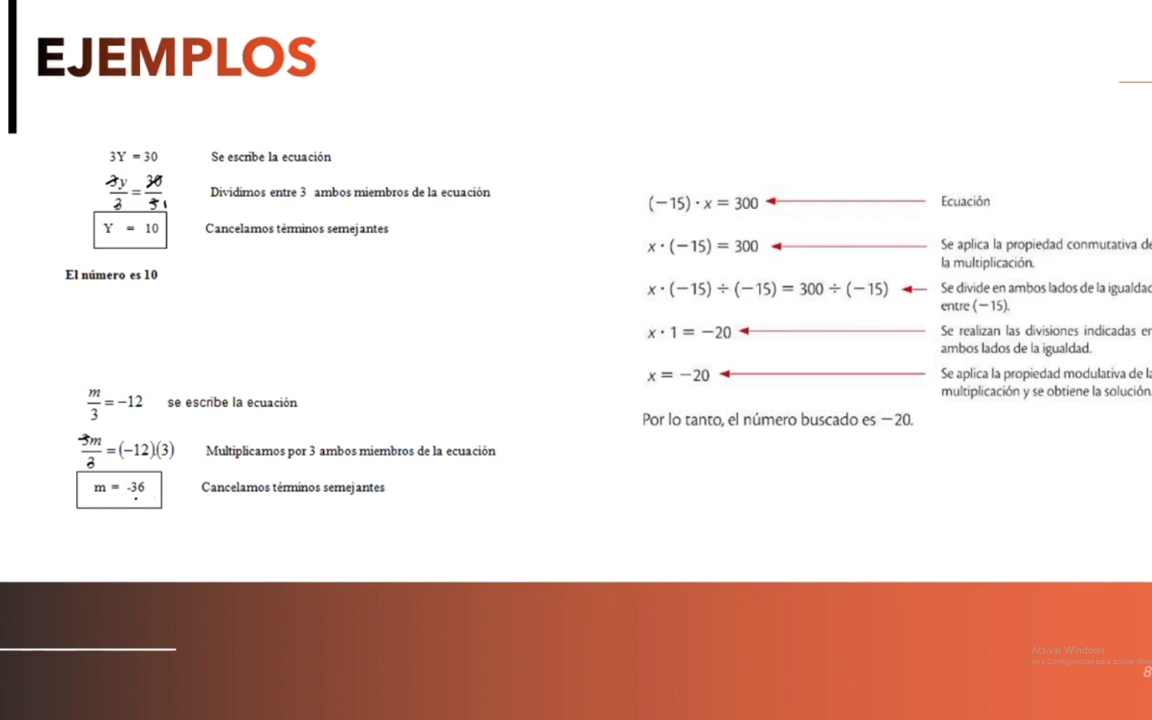 EJEMPLOS
3Y = 30 Se escribe la ecuación
3y/3 = 30/3 1 Dividimos entre 3 ambos miembros de la ecuación
Y = 10 Cancelamos términos semejantes
El número es 10
m/3 = −12 se escribe la ecuación
3m/3 = (−12)(3) Multiplicamos por 3 ambos miembros de la ecuación
m = -36 Cancelamos términos semejantes
(−15) · x = 300 Ecuación
x · (−15) = 300 Se aplica la propiedad conmutativa de
la multiplicación.
x · (−15) ÷ (−15) = 300 ÷ (−15) Se divide en ambos lados de la igualdad
entre (−15).
x · 1 = −20 Se realizan las divisiones indicadas en
ambos lados de la igualdad.
x = −20 Se aplica la propiedad modulativa de la
multiplicación y se obtiene la solución.
Por lo tanto, el número buscado es −20.
Activar Windows
Ve a Configuración para activar
8